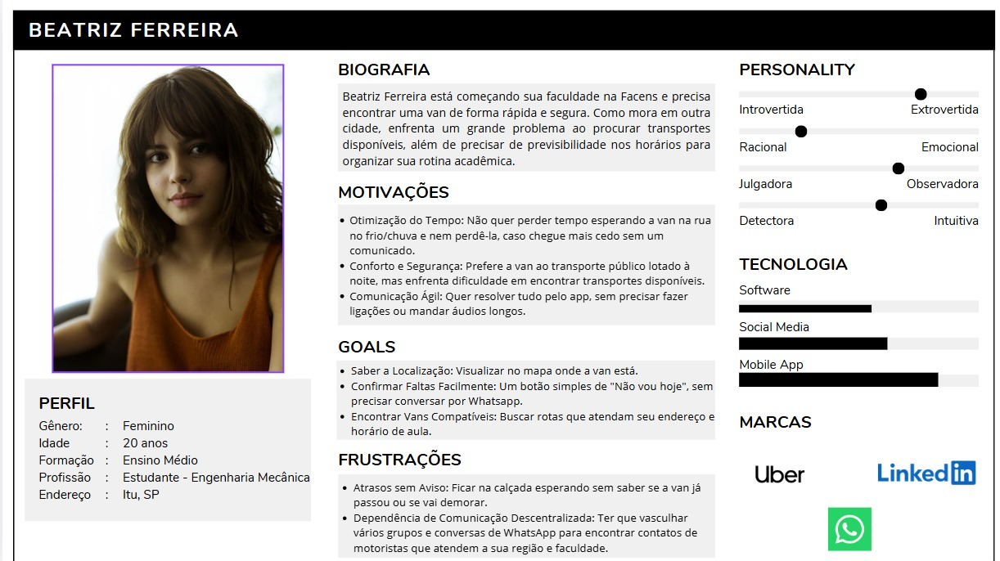 BEATRIZ FERREIRA
PERFIL
Gênero: : Feminino
Idade : 20 anos
Formação : Ensino Médio
Profissão : Estudante - Engenharia Mecânica
Endereço : Itu, SP
BIOGRAFIA
Beatriz Ferreira está começando sua faculdade na Facens e precisa
encontrar uma van de forma rápida e segura. Como mora em outra
cidade, enfrenta um grande problema ao procurar transportes
disponíveis, além de precisar de previsibilidade nos horários para
organizar sua rotina acadêmica.
MOTIVAÇÕES
• Otimização do Tempo: Não quer perder tempo esperando a van na rua
no frio/chuva e nem perdê-la, caso chegue mais cedo sem um
comunicado.
• Conforto e Segurança: Prefere a van ao transporte público lotado à
noite, mas enfrenta dificuldade em encontrar transportes disponíveis.
• Comunicação Ágil: Quer resolver tudo pelo app, sem precisar fazer
ligações ou mandar áudios longos.
GOALS
• Saber a Localização: Visualizar no mapa onde a van está.
• Confirmar Faltas Facilmente: Um botão simples de "Não vou hoje", sem
precisar conversar por Whatsapp.
• Encontrar Vans Compatíveis: Buscar rotas que atendam seu endereço e
horário de aula.
FRUSTRAÇÕES
• Atrasos sem Aviso: Ficar na calçada esperando sem saber se a van já
passou ou se vai demorar.
• Dependência de Comunicação Descentralizada: Ter que vasculhar
vários grupos e conversas de WhatsApp para encontrar contatos de
motoristas que atendem a sua região e faculdade.
PERSONALITY
Introvertida Extrovertida
Racional Emocional
Julgadora Observadora
Detectora Intuitiva
TECNOLOGIA
Software
Social Media
Mobile App
MARCAS
Uber
Linkedin